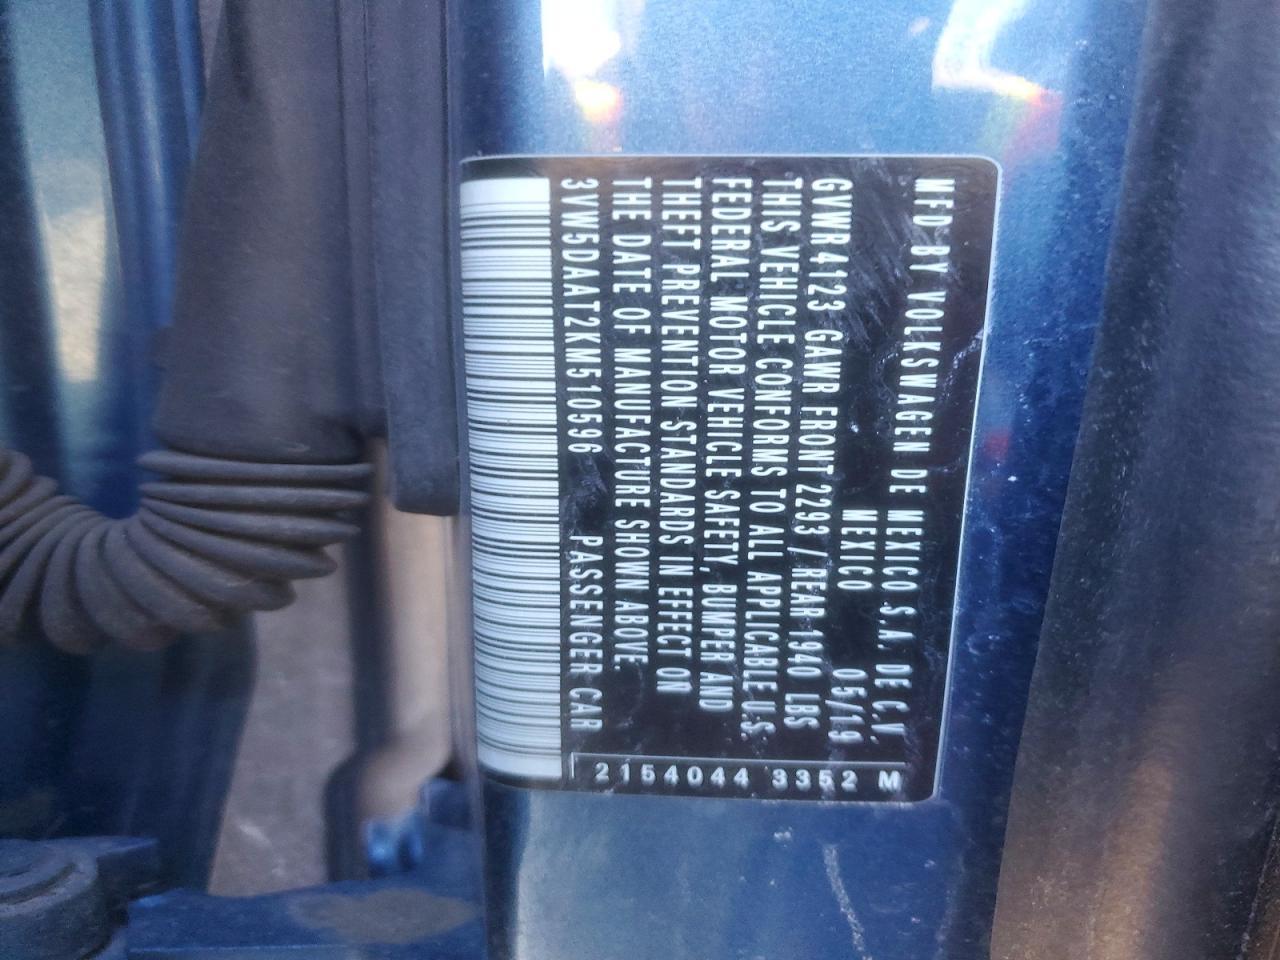 MFD BY VOLKSWAGEN DE MEXICO S.A. DE C.V.
MEXICO 05/19
GVWR 4123 GAWR FRONT 2293 /REAR 1940 LBS
THIS VEHICLE CONFORMS TO ALL APPLICABLE U.S.
FEDERAL MOTOR VEHICLE SAFETY, BUMPER AND
THEFT PREVENTION STANDARDS IN EFFECT ON
THE DATE OF MANUFACTURE SHOWN ABOVE
3VW5DAAT2KM510596 PASSENGER CAR
2154044 3352 M